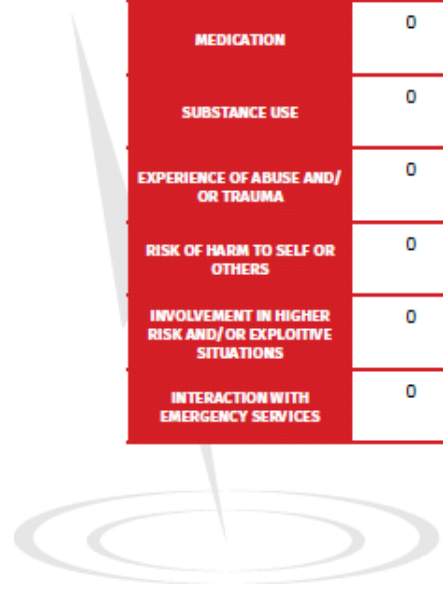 MEDICATION
0
SUBSTANCE USE
0
EXPERIENCE OF ABUSE AND/
OR TRAUMA
0
RISK OF HARM TO SELF OR
OTHERS
0
INVOLVEMENT IN HIGHER
RISK AND/OR EXPLOITIVE
SITUATIONS
0
INTERACTION WITH
EMERGENCY SERVICES
0